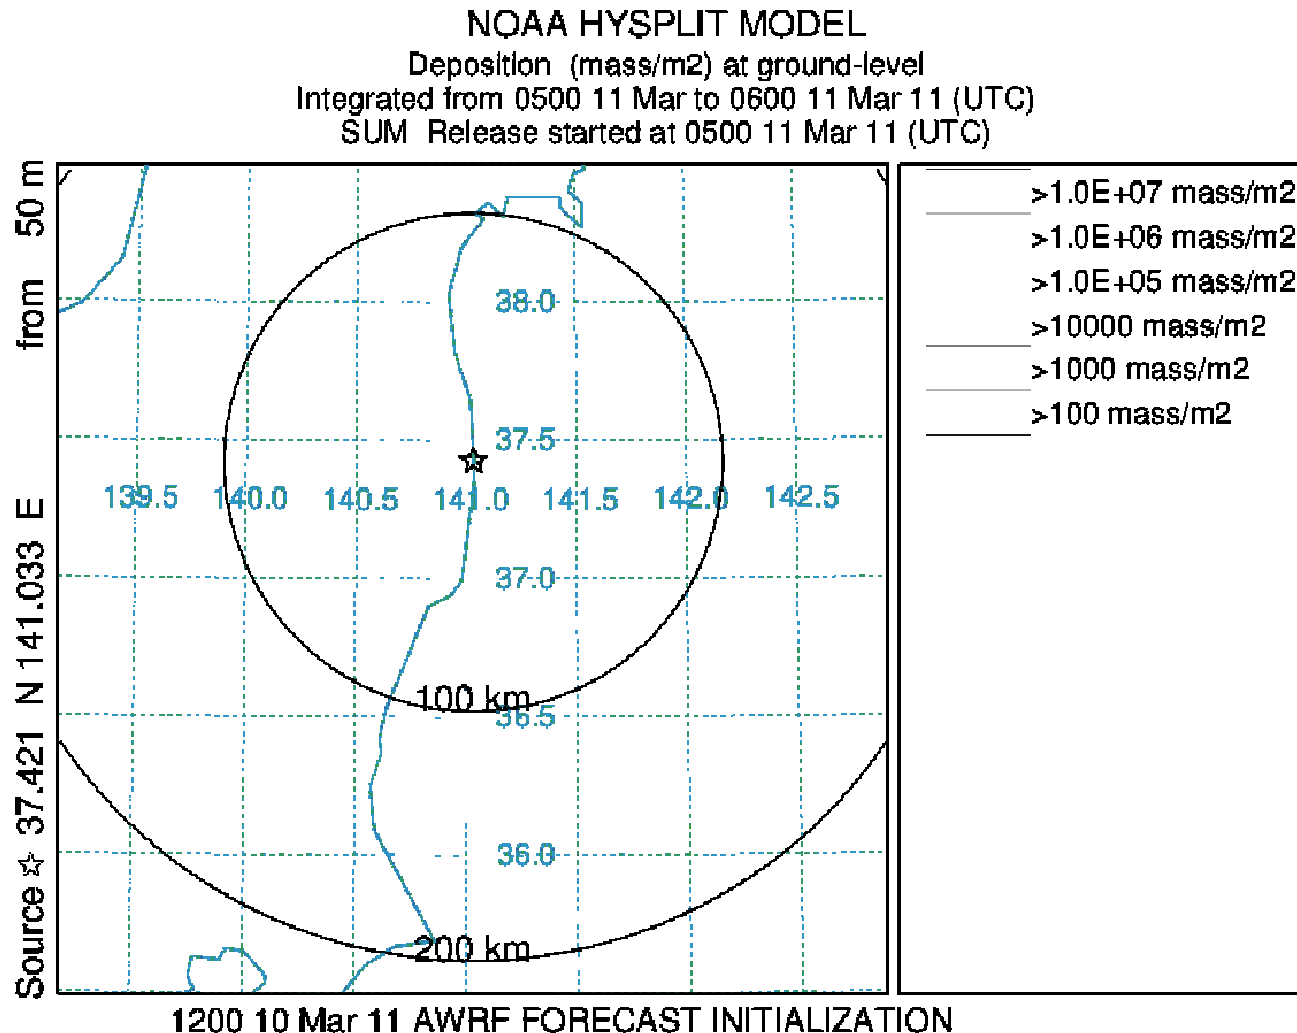 NOAA HYSPLIT MODEL
Deposition (mass/m2) at ground-level
Integrated from 0500 11 Mar to 0600 11 Mar 11 (UTC)
SUM Release started at 0500 11 Mar 11 (UTC)
Source ☆ 37.421 N 141.033 E from 50 m
>1.0E+07 mass/m2
>1.0E+06 mass/m2
>1.0E+05 mass/m2
>10000 mass/m2
>1000 mass/m2
>100 mass/m2
38.0
37.5
139.5 140.0 140.5 141.0 141.5 142.0 142.5
37.0
100 km
36.5
36.0
200 km
1200 10 Mar 11 AWRF FORECAST INITIALIZATION